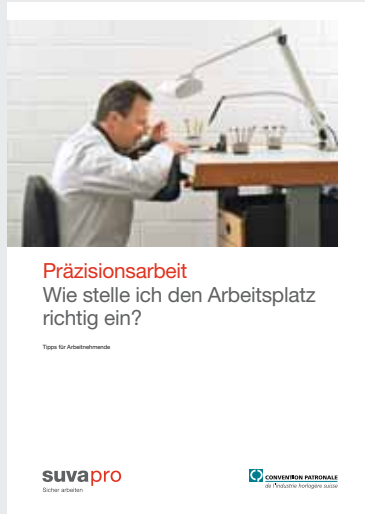 Präzisionsarbeit
Wie stelle ich den Arbeitsplatz
richtig ein?
Tipps für Arbeitnehmende
suvapro
Sicher arbeiten
CONVENTION PATRONALE
de l'industrie horlogère suisse